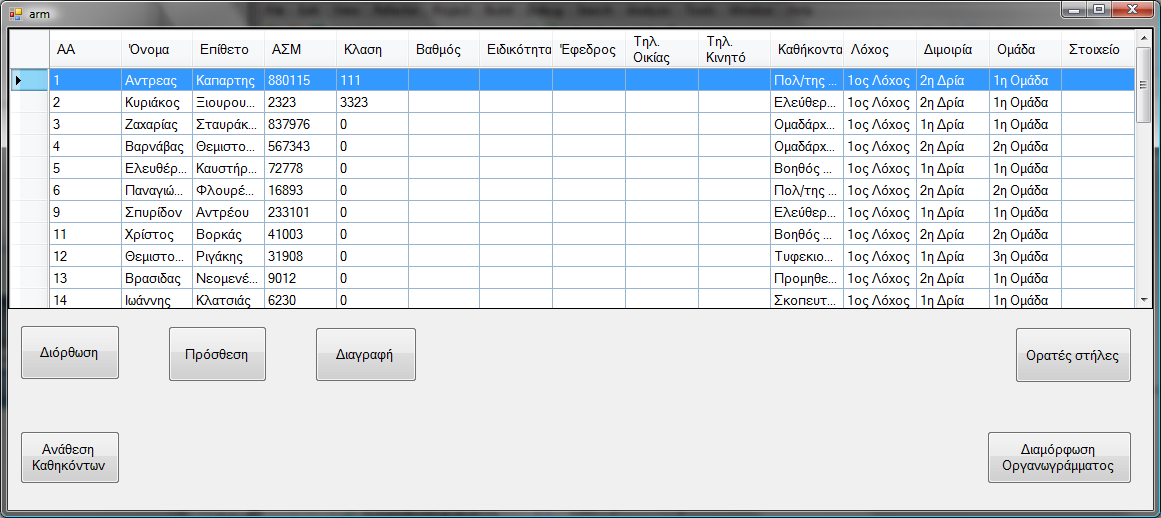 arm
ΑΑ Όνομα Επίθετο ΑΣΜ Κλαση Βαθμός Ειδικότητα Έφεδρος Τηλ. Οικίας Τηλ. Κινητό Καθήκοντα Λόχος Διμοιρία Ομάδα Στοιχείο
1 Αντρεας Καπαρτης 880115 111 Πολ/της ... 1ος Λόχος 2η Δρία 1η Ομάδα
2 Κυριάκος Ξιουρου... 2323 3323 Ελεύθερ... 1ος Λόχος 2η Δρία 1η Ομάδα
3 Ζαχαρίας Σταυράκ... 837976 0 Ομαδάρχ... 1ος Λόχος 1η Δρία 1η Ομάδα
4 Βαρνάβας Θεμιστο... 567343 0 Ομαδάρχ... 1ος Λόχος 2η Δρία 2η Ομάδα
5 Ελευθέρ... Καυστήρ... 72778 0 Βοηθός ... 1ος Λόχος 1η Δρία 1η Ομάδα
6 Παναγιώ... Φλουρέ... 16893 0 Πολ/της ... 1ος Λόχος 2η Δρία 2η Ομάδα
9 Σπυρίδον Αντρέου 233101 0 Ελεύθερ... 1ος Λόχος 1η Δρία 1η Ομάδα
11 Χρίστος Βορκάς 41003 0 Βοηθός ... 1ος Λόχος 2η Δρία 2η Ομάδα
12 Θεμιστο... Ριγάκης 31908 0 Τυφεκιο... 1ος Λόχος 1η Δρία 3η Ομάδα
13 Βρασιδας Νεομενέ... 9012 0 Προμηθε... 1ος Λόχος 2η Δρία 1η Ομάδα
14 Ιωάννης Κλατσιάς 6230 0 Σκοπευτ... 1ος Λόχος 1η Δρία 1η Ομάδα
Διόρθωση Πρόσθεση Διαγραφή Ορατές στήλες
Ανάθεση
Καθηκόντων
Διαμόρφωση
Οργανωγράμματος